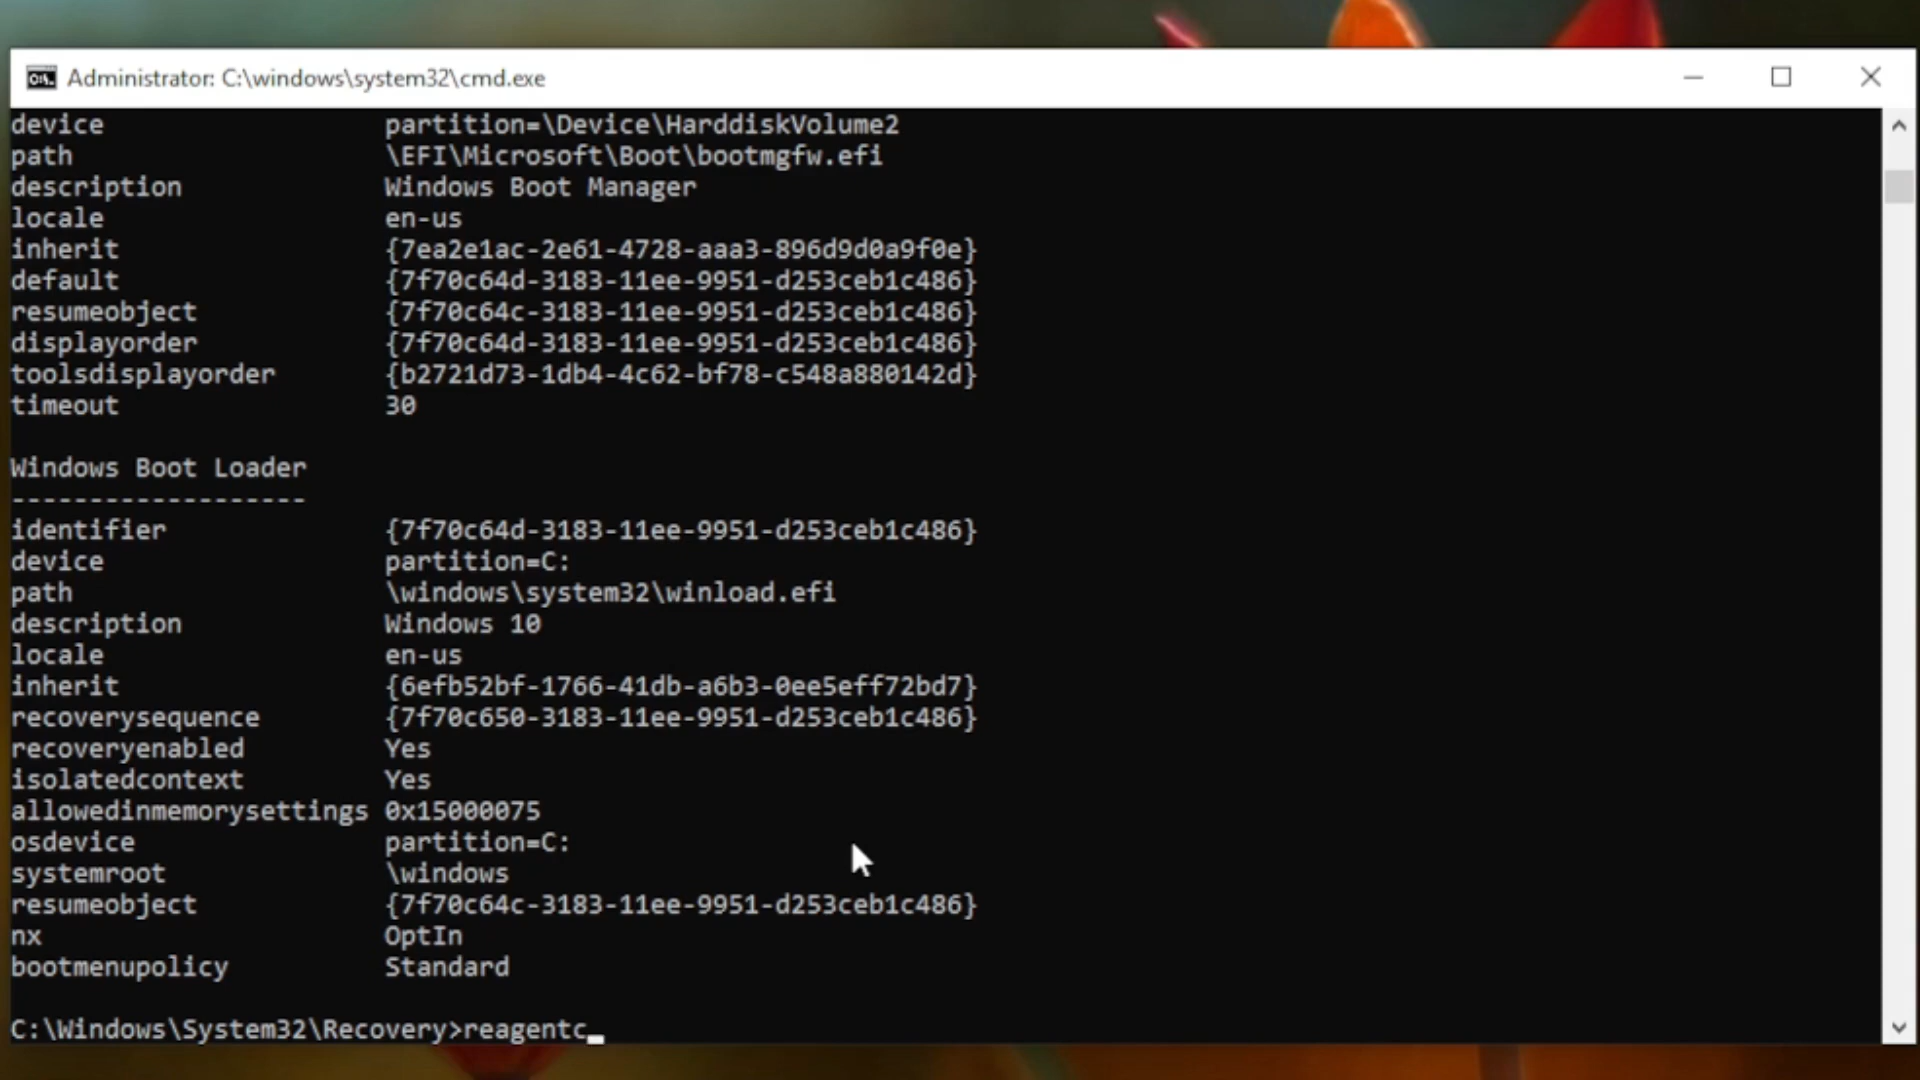 Administrator: C:\windows\system32\cmd.exe
device partition=\Device\HarddiskVolume2
path \EFI\Microsoft\Boot\bootmgfw.efi
description Windows Boot Manager
locale en-us
inherit {7ea2e1ac-2e61-4728-aaa3-896d9d0a9f0e}
default {7f70c64d-3183-11ee-9951-d253ceb1c486}
resumeobject {7f70c64c-3183-11ee-9951-d253ceb1c486}
displayorder {7f70c64d-3183-11ee-9951-d253ceb1c486}
toolsdisplayorder {b2721d73-1db4-4c62-bf78-c548a880142d}
timeout 30
Windows Boot Loader
-------------------
identifier {7f70c64d-3183-11ee-9951-d253ceb1c486}
device partition=C:
path \windows\system32\winload.efi
description Windows 10
locale en-us
inherit {6efb52bf-1766-41db-a6b3-0ee5eff72bd7}
recoverysequence {7f70c650-3183-11ee-9951-d253ceb1c486}
recoveryenabled Yes
isolatedcontext Yes
allowedinmemorysettings 0x15000075
osdevice partition=C:
systemroot \windows
resumeobject {7f70c64c-3183-11ee-9951-d253ceb1c486}
nx OptIn
bootmenupolicy Standard
C:\Windows\System32\Recovery>reagentc